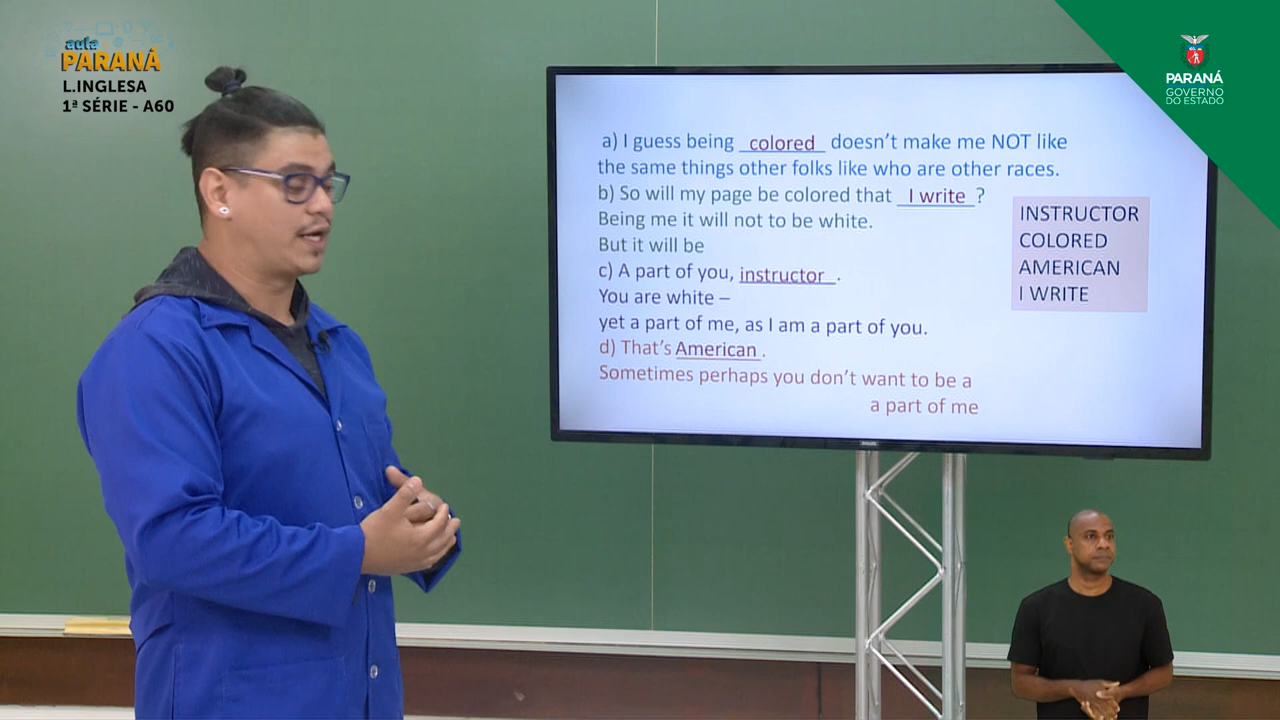 aula
PARANÁ
L.INGLESA
1ª SÉRIE - A60
PARANÁ
GOVERNO
DO ESTADO
a) I guess being colored doesn't make me NOT like
the same things other folks like who are other races.
b) So will my page be colored that I write ?
Being me it will not to be white.
But it will be
c) A part of you, instructor .
You are white –
yet a part of me, as I am a part of you.
d) That's American .
Sometimes perhaps you don't want to be a
a part of me
INSTRUCTOR
COLORED
AMERICAN
I WRITE